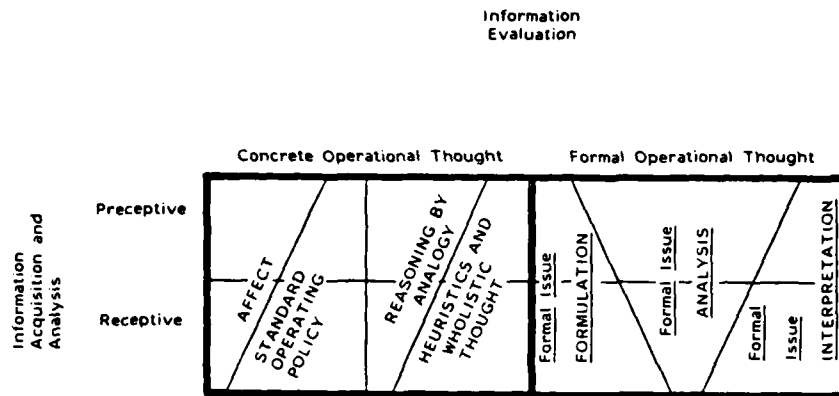 Information
Evaluation
Concrete Operational Thought
Formal Operational Thought
Information
Acquisition and
Analysis
Preceptive
Receptive
AFFECT
STANDARD
OPERATING
POLICY
REASONING BY
ANALOGY
HEURISTICS AND
WHOLISTIC
THOUGHT
Formal Issue
FORMULATION
Formal Issue
ANALYSIS
Formal
Issue
INTERPRETATION